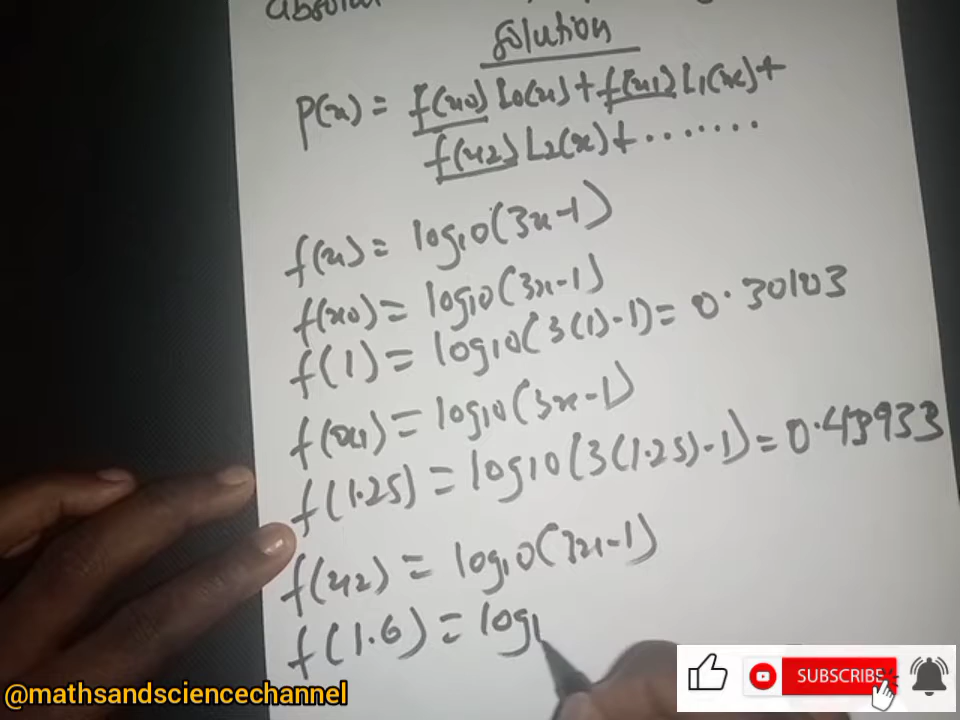 solution
P(x) = f(x0) L0(x) + f(x1) L1(x) +
f(x2) L2(x) + .......
f(x) = log10(3x-1)
f(x0) = log10(3x-1)
f(1) = log10(3(1)-1) = 0.30103
f(x1) = log10(3x-1)
f(1.25) = log10(3(1.25)-1) = 0.43933
f(x2) = log10(3x-1)
f(1.6) = log1
@mathsandsciencechannel
SUBSCRIBE